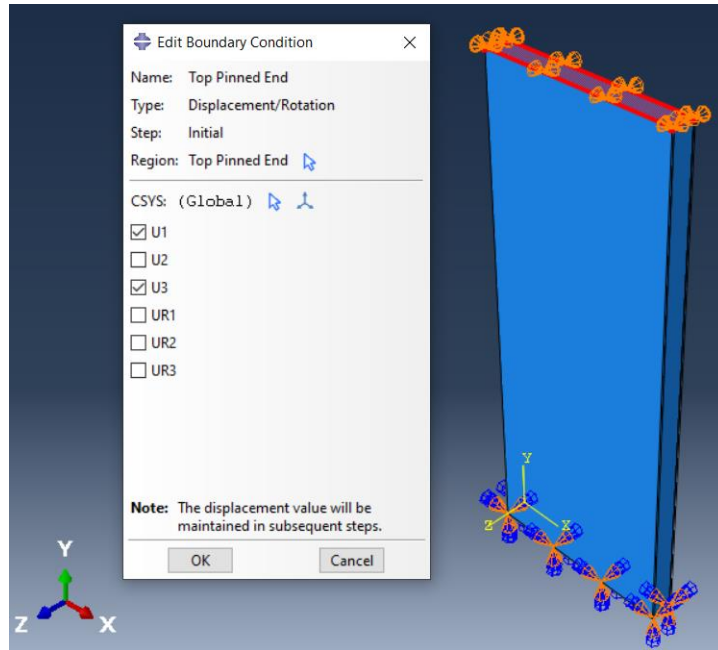 Edit Boundary Condition
Name: Top Pinned End
Type: Displacement/Rotation
Step: Initial
Region: Top Pinned End
CSYS: (Global)
U1
U2
U3
UR1
UR2
UR3
Note: The displacement value will be
maintained in subsequent steps.
OK Cancel
Y
Z X
Y
Z X